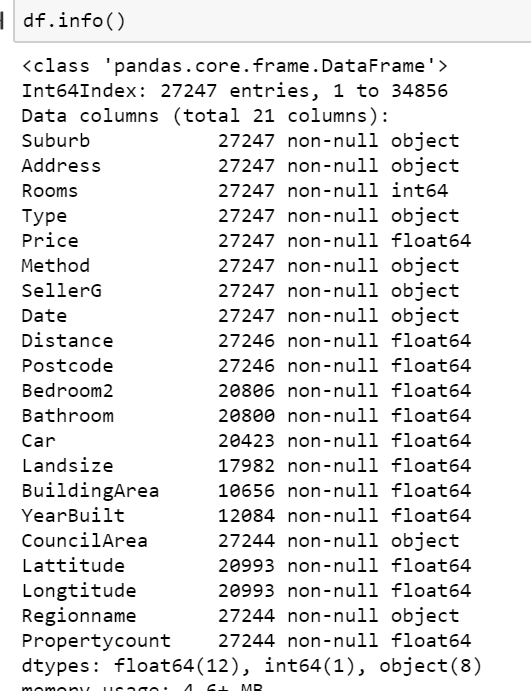 df.info()
<class 'pandas.core.frame.DataFrame'>
Int64Index: 27247 entries, 1 to 34856
Data columns (total 21 columns):
Suburb           27247 non-null object
Address          27247 non-null object
Rooms            27247 non-null int64
Type             27247 non-null object
Price            27247 non-null float64
Method           27247 non-null object
SellerG          27247 non-null object
Date             27247 non-null object
Distance         27246 non-null float64
Postcode         27246 non-null float64
Bedroom2         20806 non-null float64
Bathroom         20800 non-null float64
Car              20423 non-null float64
Landsize         17982 non-null float64
BuildingArea     10656 non-null float64
YearBuilt        12084 non-null float64
CouncilArea      27244 non-null object
Lattitude        20993 non-null float64
Longtitude       20993 non-null float64
Regionname       27244 non-null object
Propertycount    27244 non-null float64
dtypes: float64(12), int64(1), object(8)
memory usage: 4.6+ MB